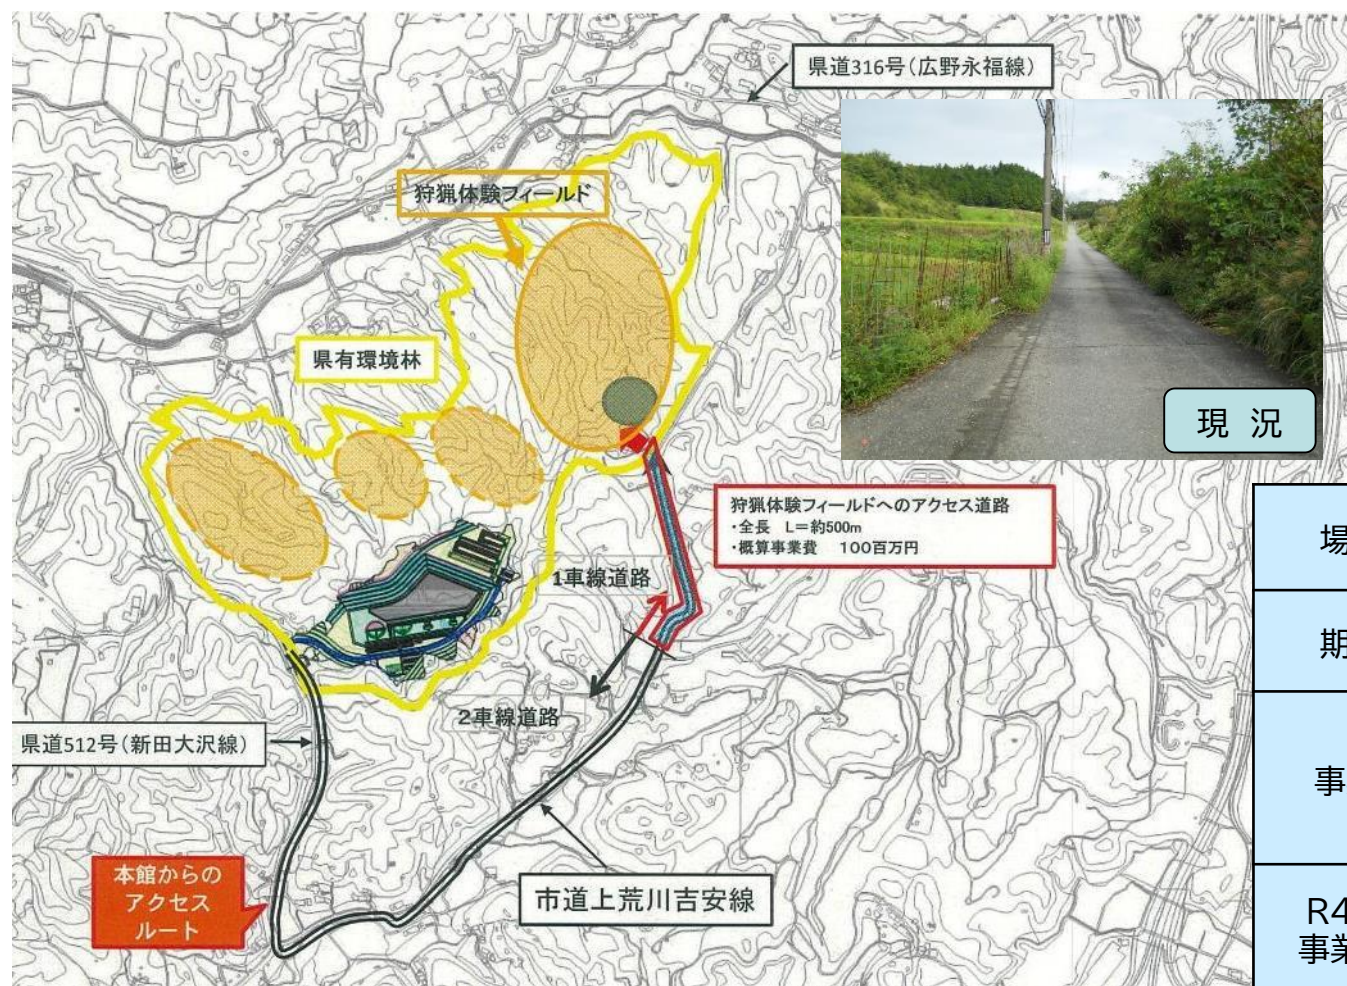 県道316号(広野永福線)
狩猟体験フィールド
県有環境林
現 況
狩猟体験フィールドへのアクセス道路
・全長 L=約500m
・概算事業費 100百万円
1車線道路
2車線道路
県道512号(新田大沢線)
本館からの
アクセス
ルート
市道上荒川吉安線
場
期
事
R4
事業